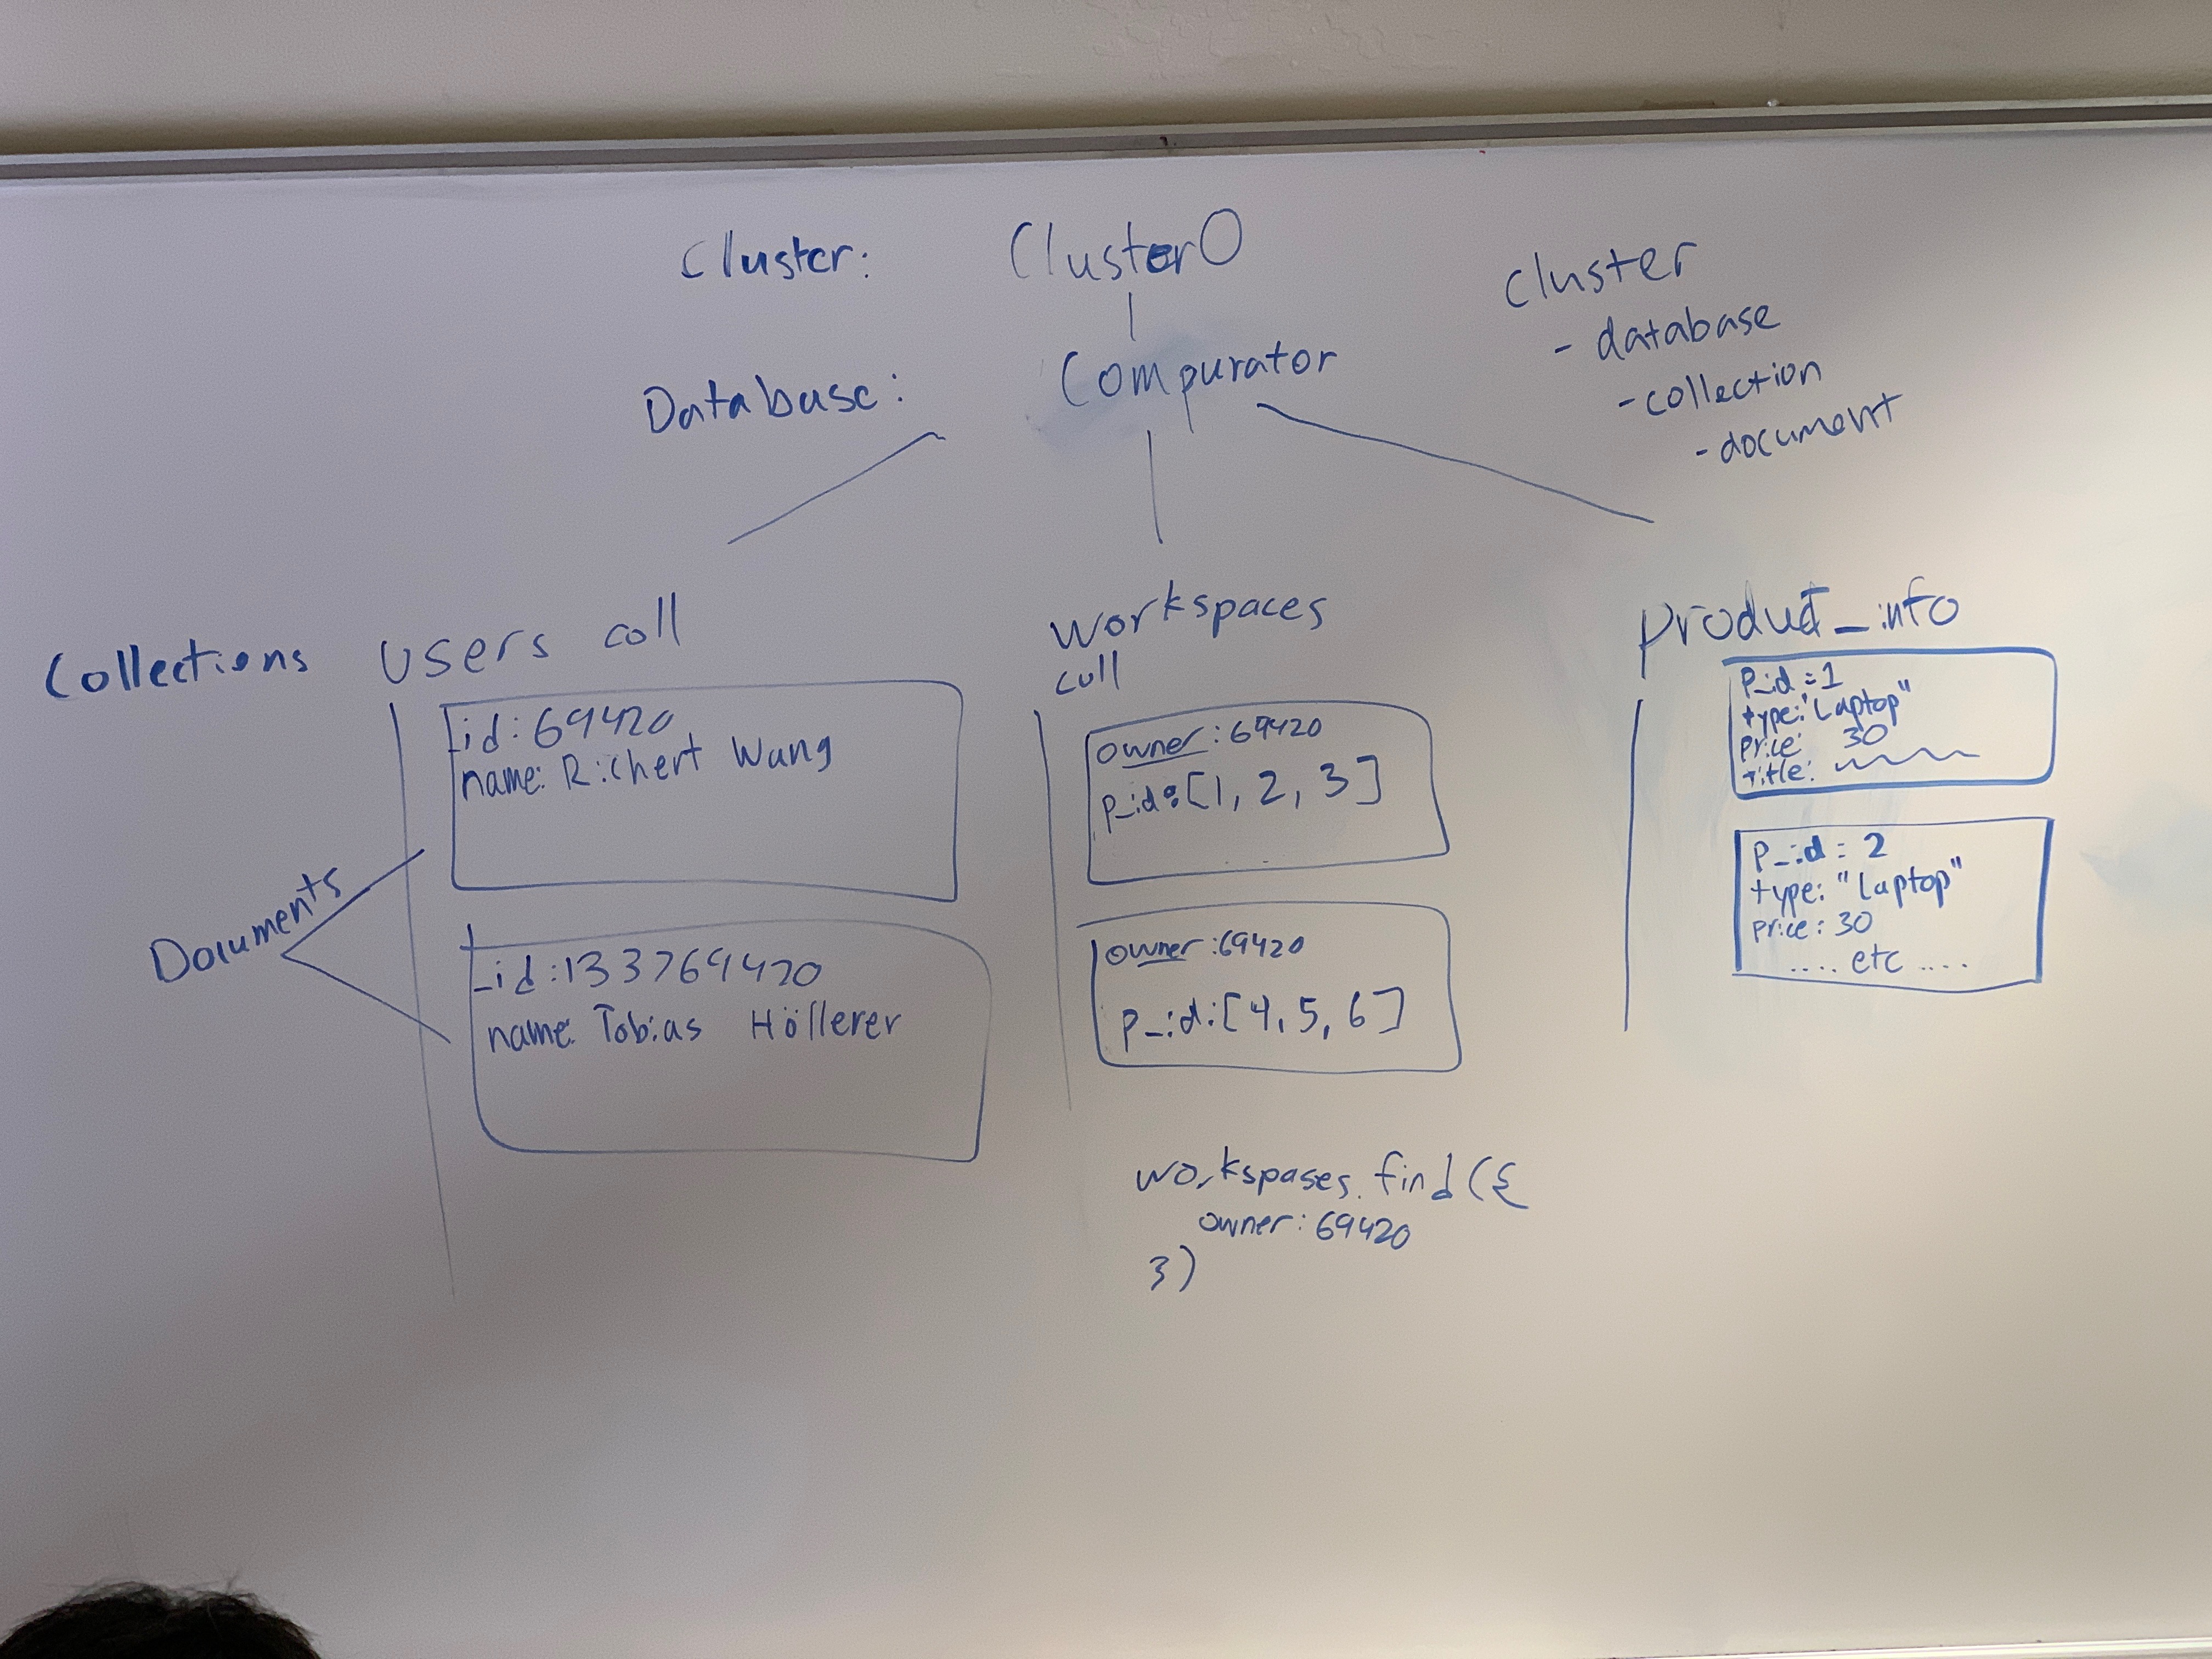 Cluster: Cluster0
Database: Compurator
Cluster
- database
- collection
- document
Collections
Documents
Users coll
_id: 69420
name: Richert Wang
_id: 133769420
name: Tobias Höllerer
Workspaces
coll
owner: 69420
p_id: [1, 2, 3]
owner: 69420
p_id: [4, 5, 6]
workspases.find({
owner: 69420
})
product_info
p_id = 1
type: "Laptop"
price: 30
Title:
p_id = 2
type: "Laptop"
price: 30
.... etc ....